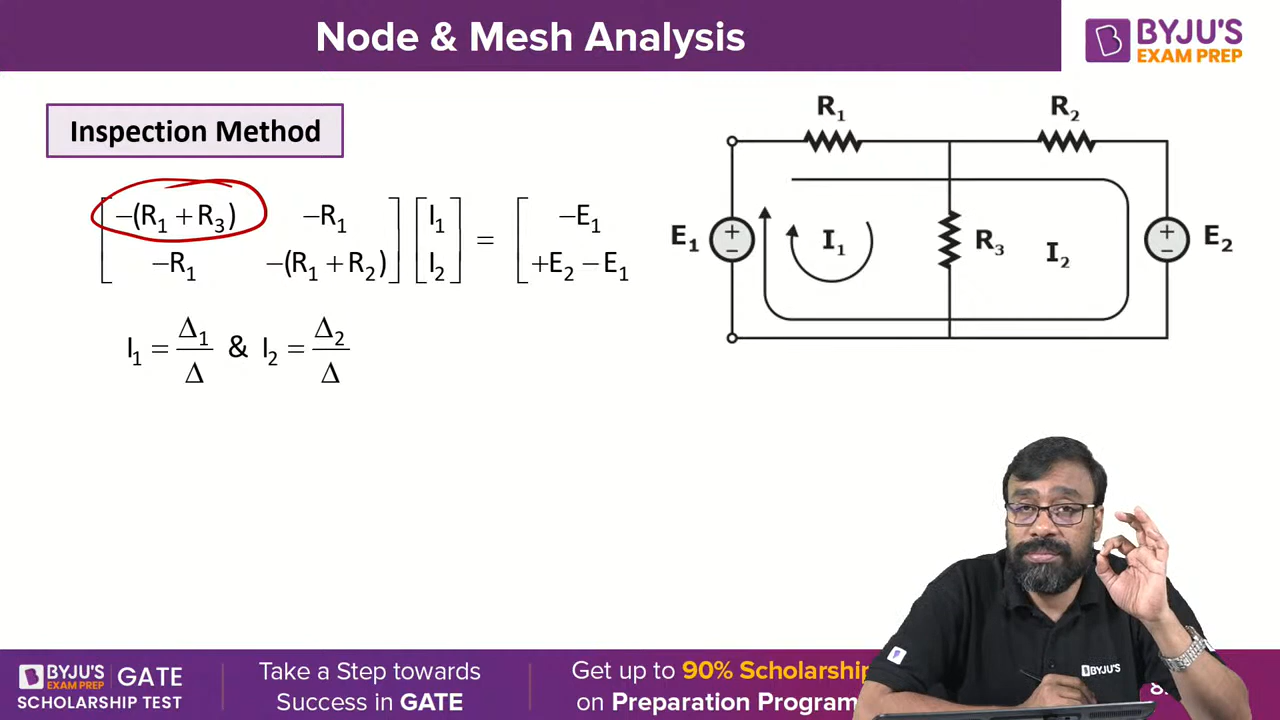 Node & Mesh Analysis
BYJU'S
EXAM PREP
Inspection Method
−(R₁ + R₃) −R₁ I₁ = −E₁
−R₁ −(R₁ + R₂) I₂ +E₂ − E₁
I₁ = Δ₁/Δ & I₂ = Δ₂/Δ
R₁
R₂
E₁
+
−
I₁
R₃
I₂
+
−
E₂
BYJU'S
BYJU'S
EXAM PREP
GATE
SCHOLARSHIP TEST
Take a Step towards
Success in GATE
Get up to 90% Scholarship
on Preparation Program